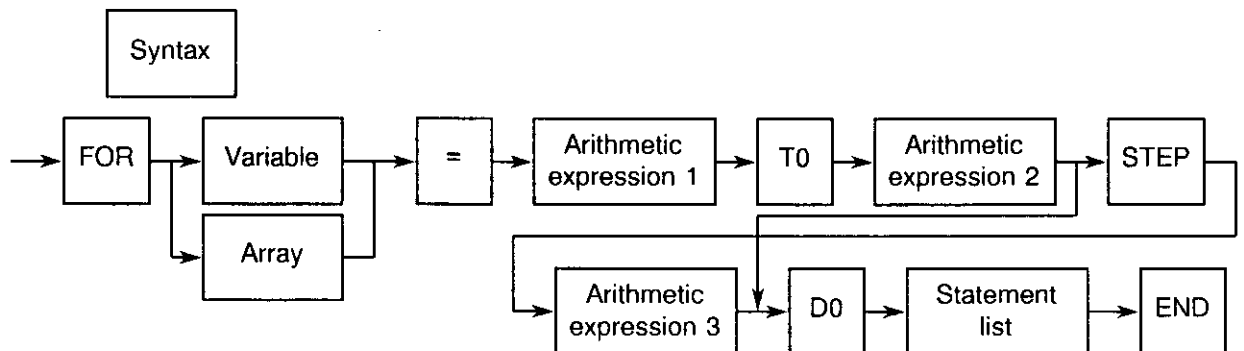 Syntax
FOR
Variable
=
Arithmetic
expression 1
T0
Arithmetic
expression 2
STEP
Array
Arithmetic
expression 3
D0
Statement
list
END